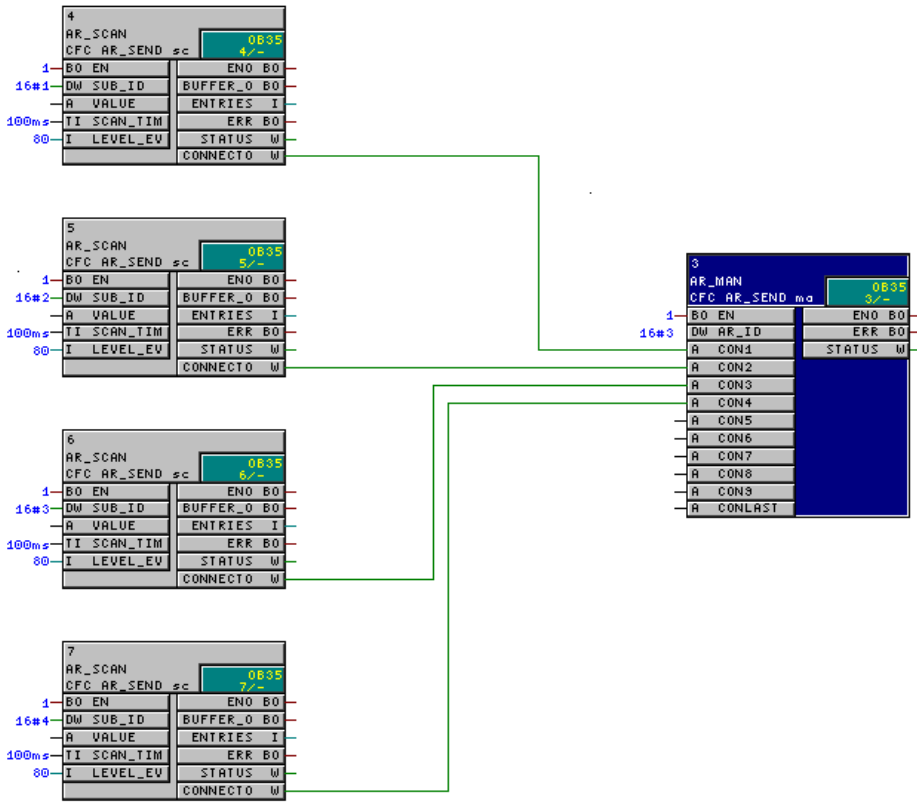 4
AR_SCAN
CFC AR_SEND sc
OB35
4/-
1 BO EN ENO BO
16#1 DW SUB_ID BUFFER_O BO
A VALUE ENTRIES I
100ms TI SCAN_TIM ERR BO
80 I LEVEL_EV STATUS W
CONNECTO W
5
AR_SCAN
CFC AR_SEND sc
OB35
5/-
1 BO EN ENO BO
16#2 DW SUB_ID BUFFER_O BO
A VALUE ENTRIES I
100ms TI SCAN_TIM ERR BO
80 I LEVEL_EV STATUS W
CONNECTO W
6
AR_SCAN
CFC AR_SEND sc
OB35
6/-
1 BO EN ENO BO
16#3 DW SUB_ID BUFFER_O BO
A VALUE ENTRIES I
100ms TI SCAN_TIM ERR BO
80 I LEVEL_EV STATUS W
CONNECTO W
7
AR_SCAN
CFC AR_SEND sc
OB35
7/-
1 BO EN ENO BO
16#4 DW SUB_ID BUFFER_O BO
A VALUE ENTRIES I
100ms TI SCAN_TIM ERR BO
80 I LEVEL_EV STATUS W
CONNECTO W
3
AR_MAN
CFC AR_SEND ma
OB35
3/-
1 BO EN ENO BO
16#3 DW AR_ID ERR BO
A CON1 STATUS W
A CON2
A CON3
A CON4
A CON5
A CON6
A CON7
A CON8
A CON9
A CONLAST